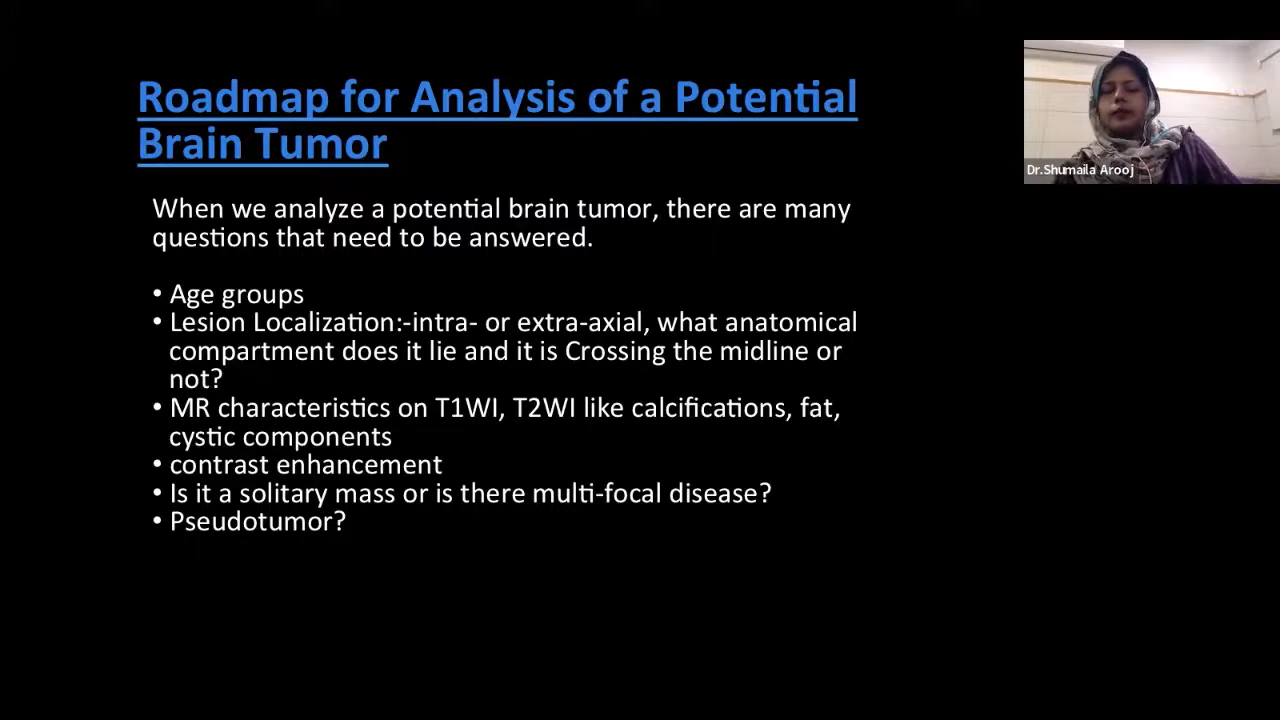 Roadmap for Analysis of a Potential
Brain Tumor
When we analyze a potential brain tumor, there are many
questions that need to be answered.
• Age groups
• Lesion Localization:-intra- or extra-axial, what anatomical
compartment does it lie and it is Crossing the midline or
not?
• MR characteristics on T1WI, T2WI like calcifications, fat,
cystic components
• contrast enhancement
• Is it a solitary mass or is there multi-focal disease?
• Pseudotumor?
Dr.Shumaila Arooj